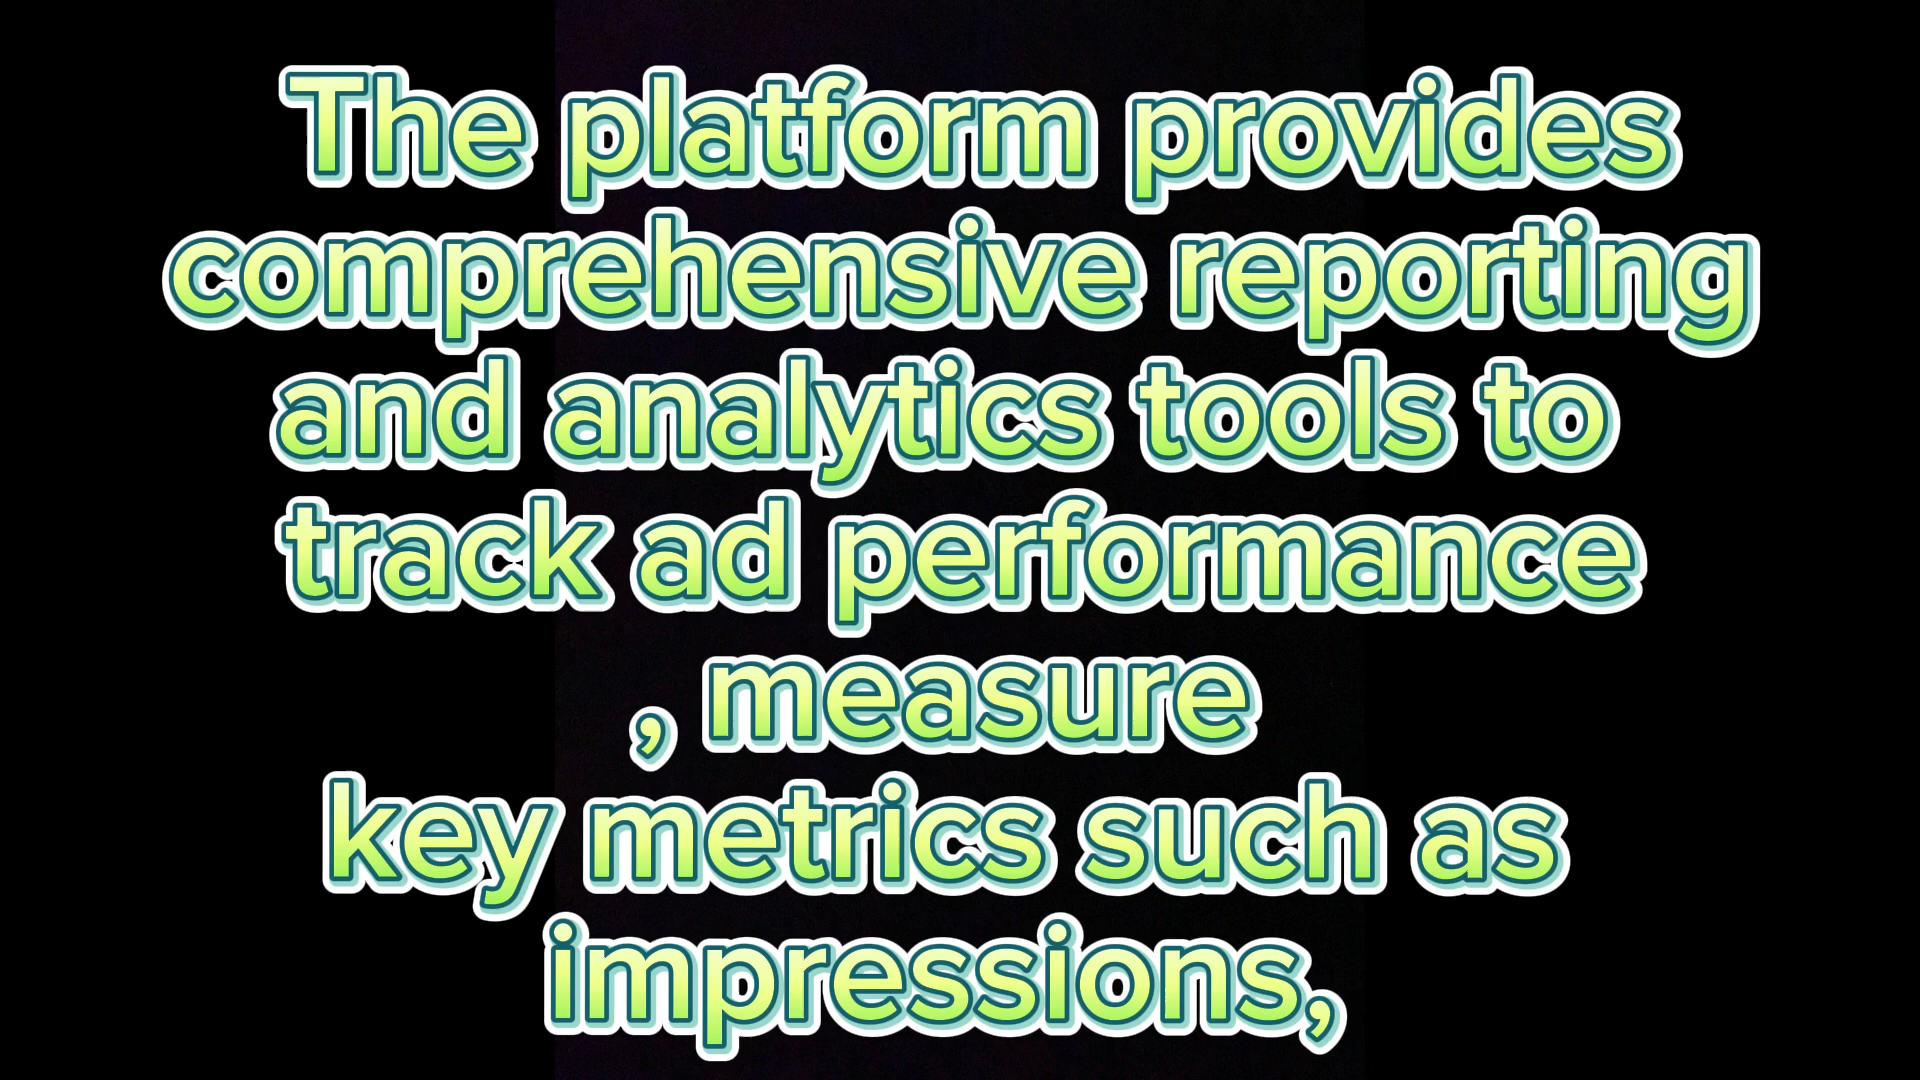 The platform provides
comprehensive reporting
and analytics tools to
track ad performance
, measure
key metrics such as
impressions,